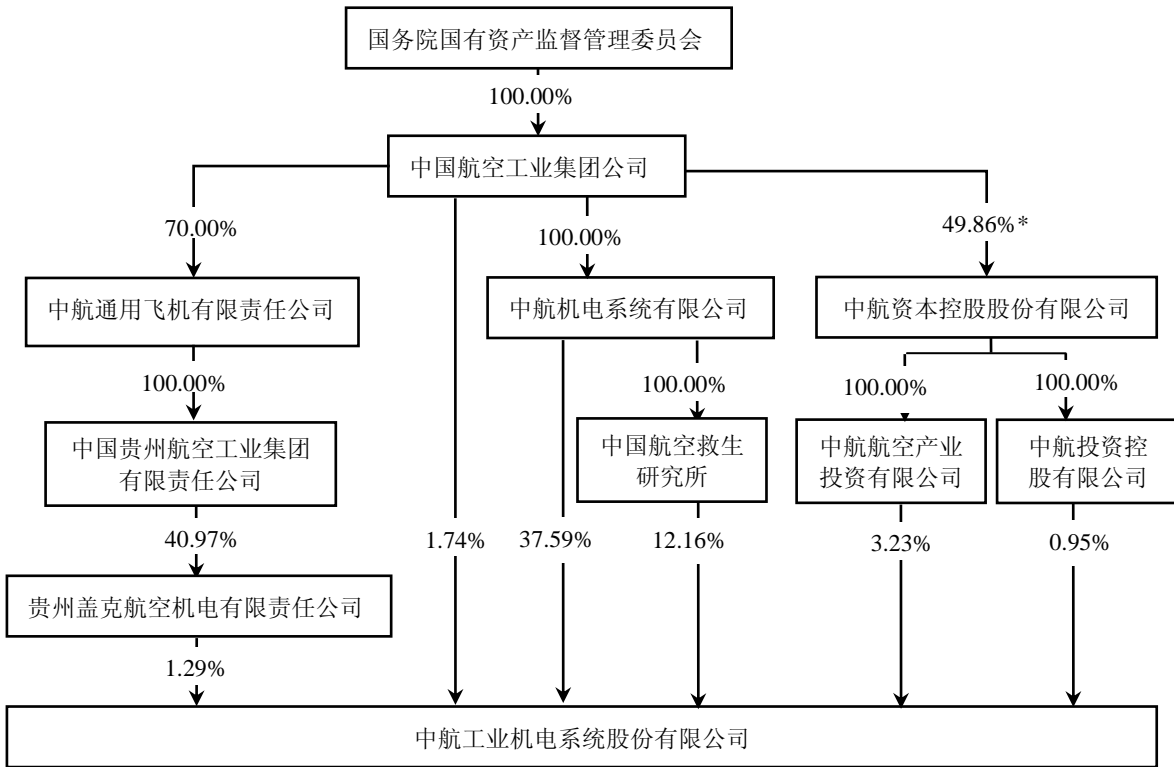 国务院国有资产监督管理委员会
100.00%
中国航空工业集团公司
70.00%
100.00%
49.86%*
中航通用飞机有限责任公司
中航机电系统有限公司
中航资本控股股份有限公司
100.00%
100.00%
100.00%
100.00%
中国贵州航空工业集团
有限责任公司
中国航空救生
研究所
中航航空产业
投资有限公司
中航投资控
股有限公司
40.97%
1.74%
37.59%
12.16%
3.23%
0.95%
贵州盖克航空机电有限责任公司
1.29%
中航工业机电系统股份有限公司